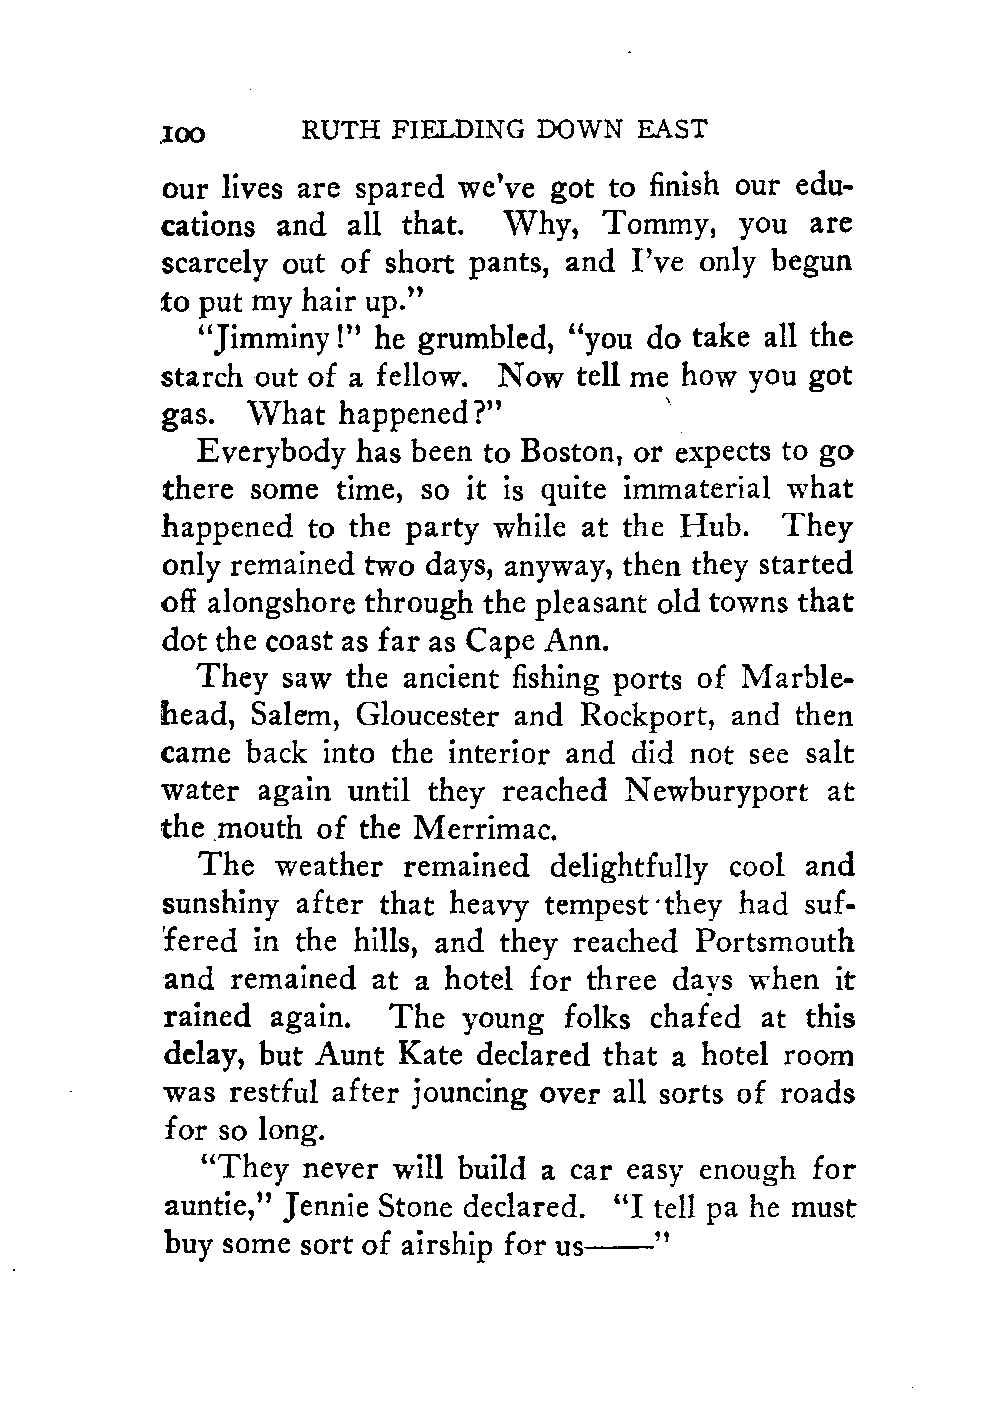 100 RUTH FIELDING DOWN EAST
our lives are spared we've got to finish our edu-
cations and all that. Why, Tommy, you are
scarcely out of short pants, and I've only begun
to put my hair up."
"Jimminy!" he grumbled, "you do take all the
starch out of a fellow. Now tell me how you got
gas. What happened?"
Everybody has been to Boston, or expects to go
there some time, so it is quite immaterial what
happened to the party while at the Hub. They
only remained two days, anyway, then they started
off alongshore through the pleasant old towns that
dot the coast as far as Cape Ann.
They saw the ancient fishing ports of Marble-
head, Salem, Gloucester and Rockport, and then
came back into the interior and did not see salt
water again until they reached Newburyport at
the mouth of the Merrimac.
The weather remained delightfully cool and
sunshiny after that heavy tempest they had suf-
fered in the hills, and they reached Portsmouth
and remained at a hotel for three days when it
rained again. The young folks chafed at this
delay, but Aunt Kate declared that a hotel room
was restful after jouncing over all sorts of roads
for so long.
"They never will build a car easy enough for
auntie," Jennie Stone declared. "I tell pa he must
buy some sort of airship for us——"